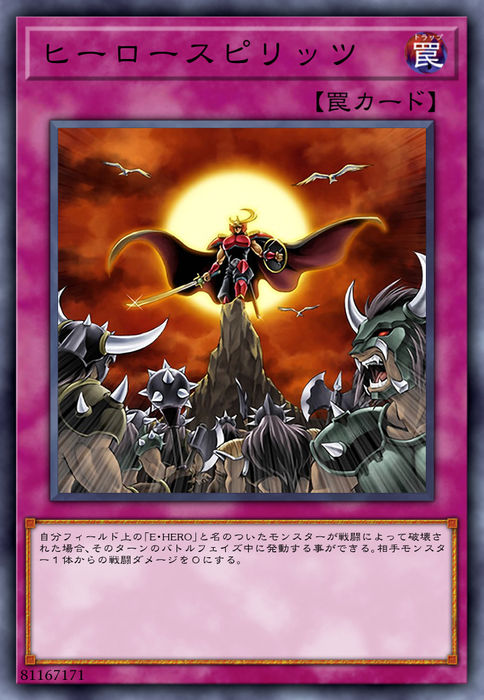 ヒーロースピリッツ
トラップ
罠
【罠カード】
自分フィールド上の「E・HERO」と名のついたモンスターが戦闘によって破壊さ
れた場合、そのターンのバトルフェイズ中に発動する事ができる。相手モンスタ
ー１体からの戦闘ダメージを０にする。
81167171